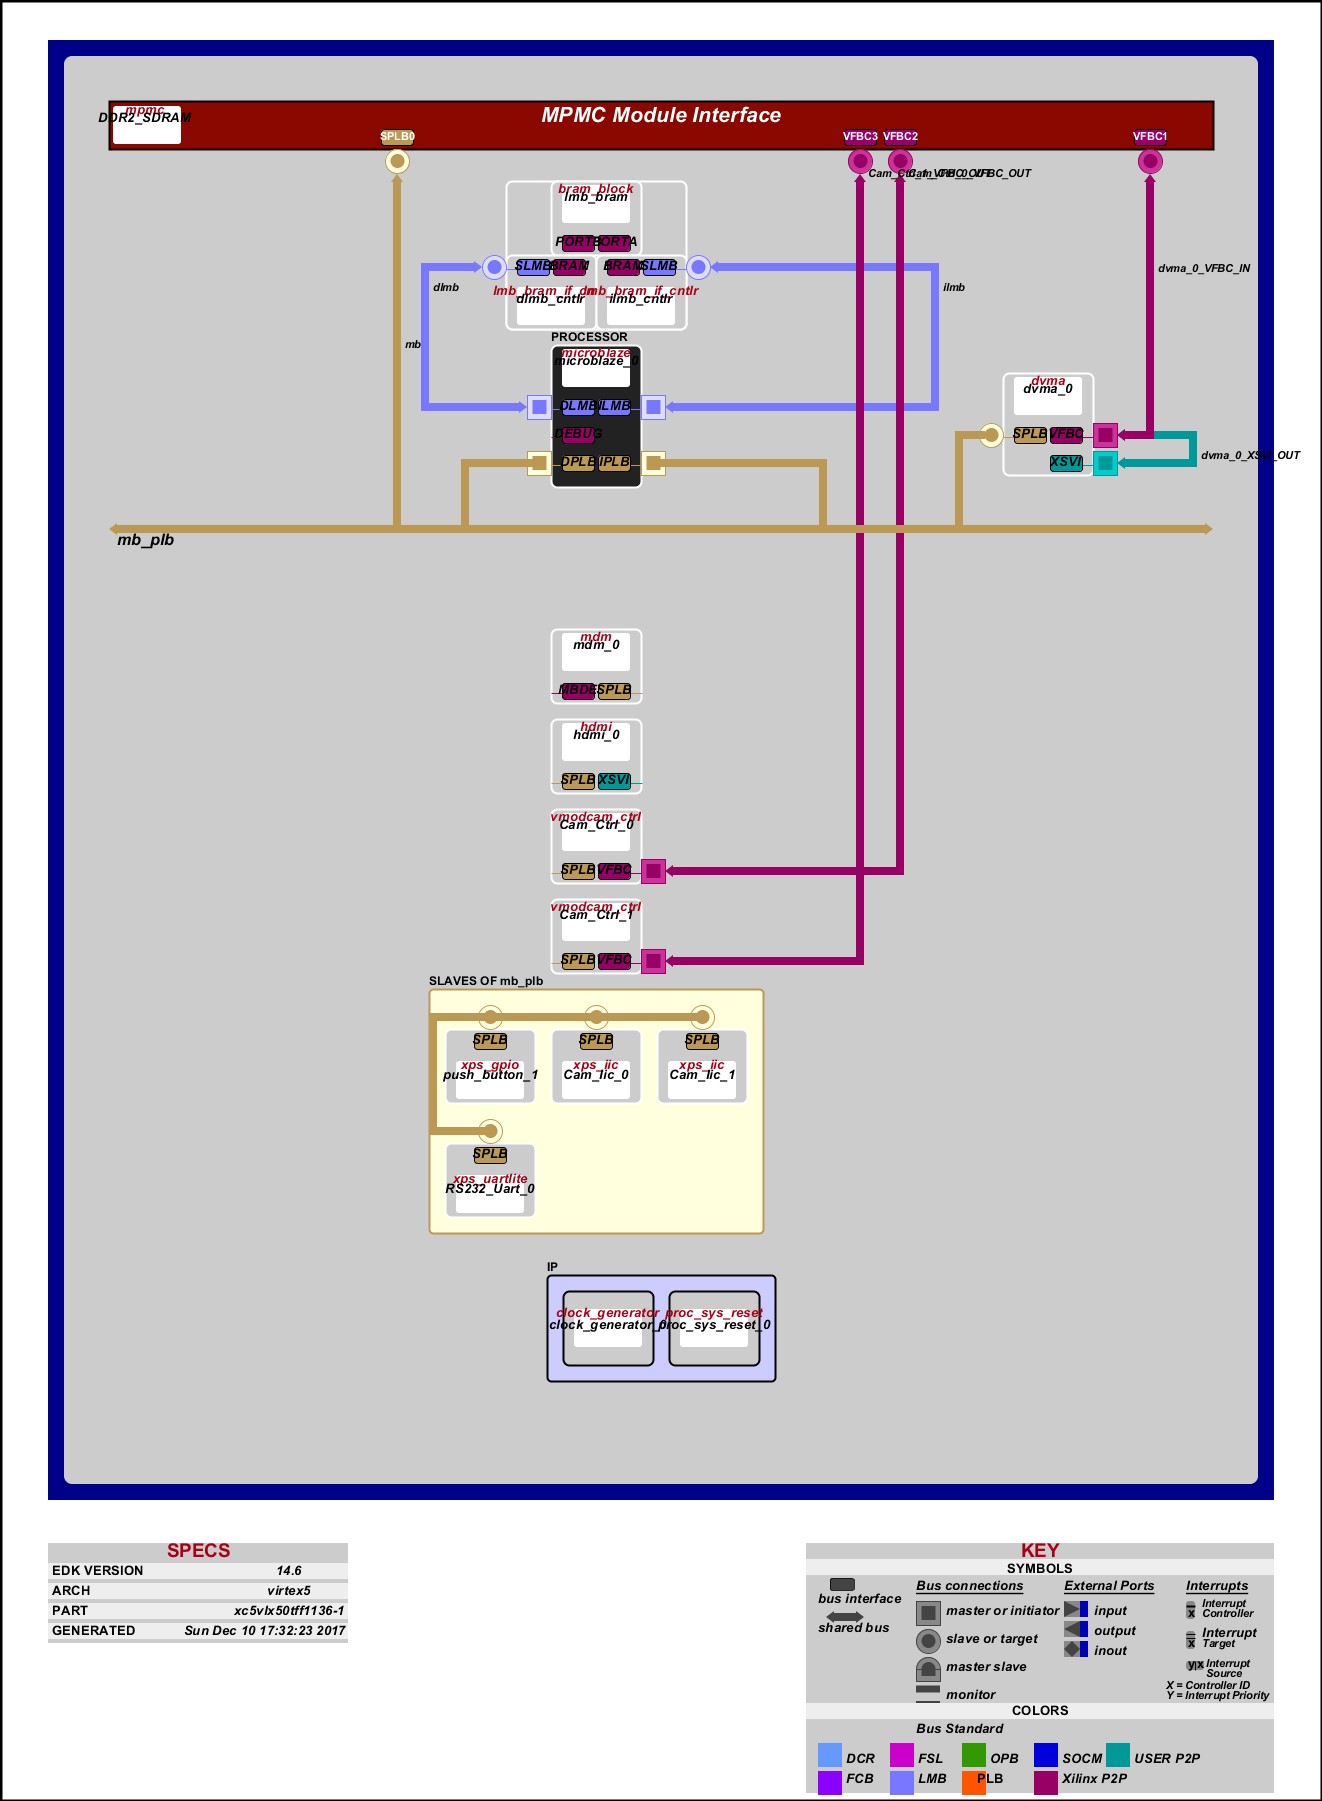 MPMC Module Interface
mpmc
DDR2_SDRAM
SPLB0
VFBC3
VFBC2
VFBC1
Cam_Ctrl_1_VFBC_OUT
Cam_Ctrl_0_VFBC_OUT
bram_block
lmb_bram
PORTB
PORTA
SLMB
BRAM
BRAM
SLMB
dvma_0_VFBC_IN
dlmb
lmb_bram_if_cntlr
lmb_bram_if_cntlr
ilmb
dlmb_cntlr
ilmb_cntlr
PROCESSOR
mb
microblaze
microblaze_0
DLMB
ILMB
DEBUG
DPLB
IPLB
dvma
dvma_0
SPLB
VFBC
XSVI
dvma_0_XSVI_OUT
mb_plb
mdm
mdm_0
MBDE
SPLB
hdmi
hdmi_0
SPLB
XSVI
vmodcam_ctrl
Cam_Ctrl_0
SPLB
VFBC
vmodcam_ctrl
Cam_Ctrl_1
SPLB
VFBC
SLAVES OF mb_plb
SPLB
SPLB
SPLB
xps_gpio
xps_iic
xps_iic
push_button_1
Cam_Iic_0
Cam_Iic_1
SPLB
xps_uartlite
RS232_Uart_0
IP
clock_generator
proc_sys_reset
clock_generator_0
proc_sys_reset_0
SPECS
EDK VERSION 14.6
ARCH virtex5
PART xc5vlx50tff1136-1
GENERATED Sun Dec 10 17:32:23 2017
KEY
SYMBOLS
bus interface
shared bus
Bus connections
master or initiator
slave or target
master slave
monitor
External Ports
input
output
inout
Interrupts
Interrupt
Controller
x
Interrupt
Target
x
y x
Interrupt
Source
X = Controller ID
Y = Interrupt Priority
COLORS
Bus Standard
DCR FSL OPB SOCM USER P2P
FCB LMB PLB Xilinx P2P